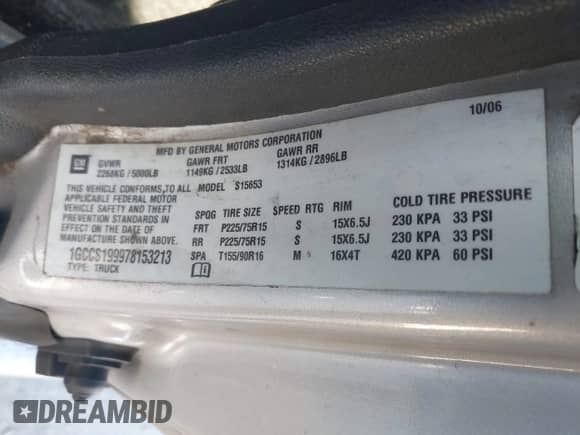 10/06
MFD BY GENERAL MOTORS CORPORATION
GM GVWR GAWR FRT GAWR RR
2268KG / 5000LB 1149KG / 2533LB 1314KG / 2896LB
THIS VEHICLE CONFORMS TO ALL MODEL S15653
APPLICABLE FEDERAL MOTOR
VEHICLE SAFETY AND THEFT
PREVENTION STANDARDS IN
EFFECT ON THE DATE OF
MANUFACTURE SHOWN ABOVE.
1GCCS199978153213
TYPE: TRUCK
COLD TIRE PRESSURE
SPOG TIRE SIZE SPEED RTG RIM
FRT P225/75R15 S 15X6.5J 230 KPA 33 PSI
RR P225/75R15 S 15X6.5J 230 KPA 33 PSI
SPA T155/90R16 M 16X4T 420 KPA 60 PSI
DREAMBID